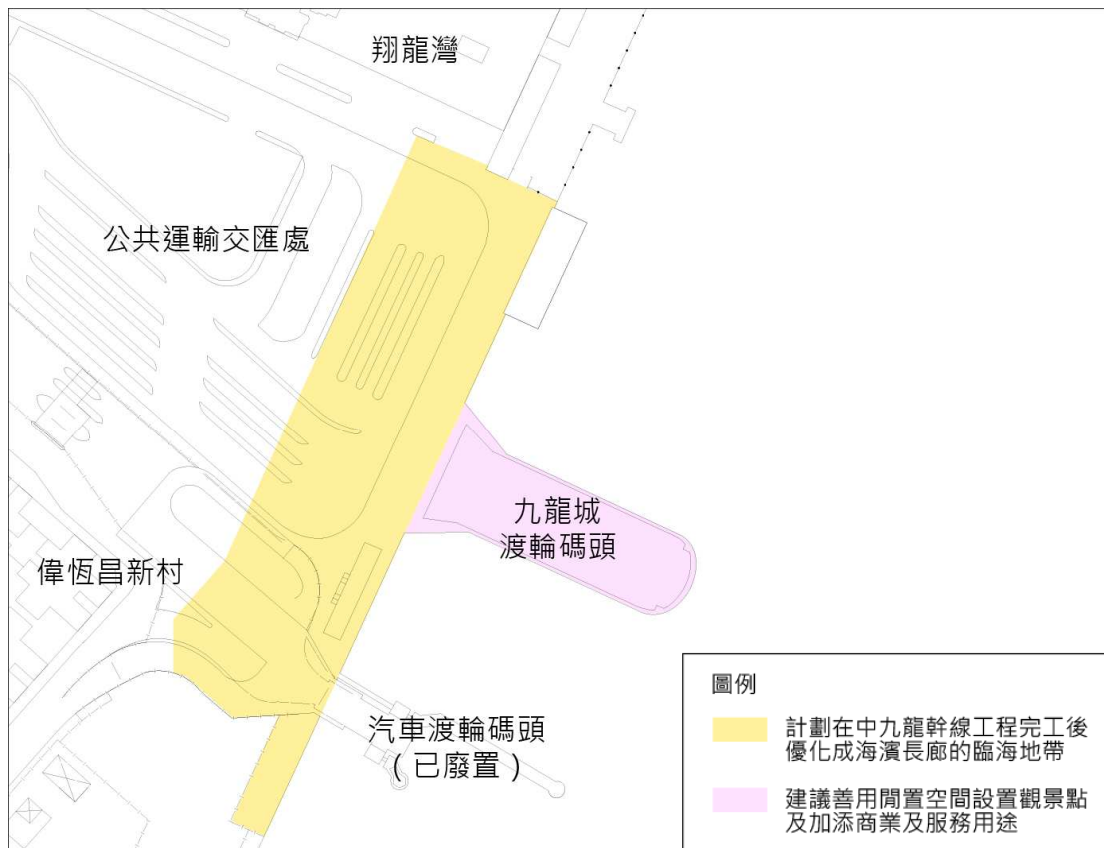 翔龍灣
公共運輸交匯處
九龍城
渡輪碼頭
偉恆昌新村
汽車渡輪碼頭
(已廢置)
圖例
計劃在中九龍幹線工程完工後
優化成海濱長廊的臨海地帶
建議善用閒置空間設置觀景點
及加添商業及服務用途